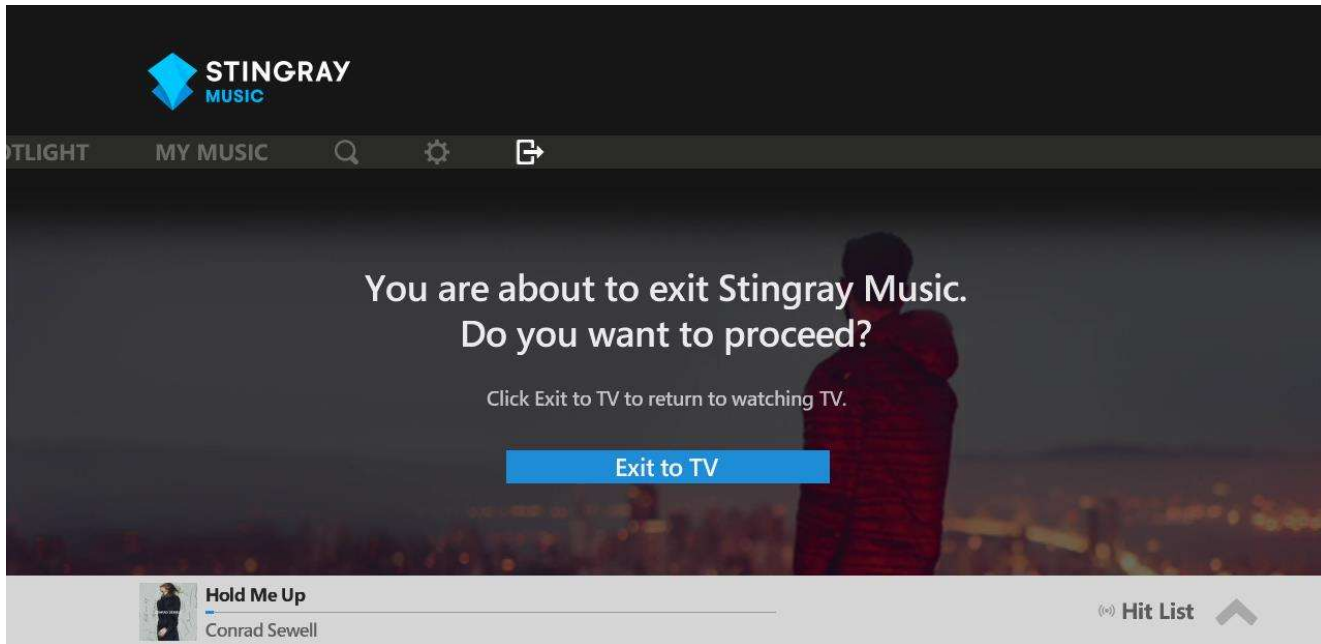 STINGRAY
MUSIC
OTLIGHT MY MUSIC
You are about to exit Stingray Music.
Do you want to proceed?
Click Exit to TV to return to watching TV.
Exit to TV
Hold Me Up
Conrad Sewell
Hit List